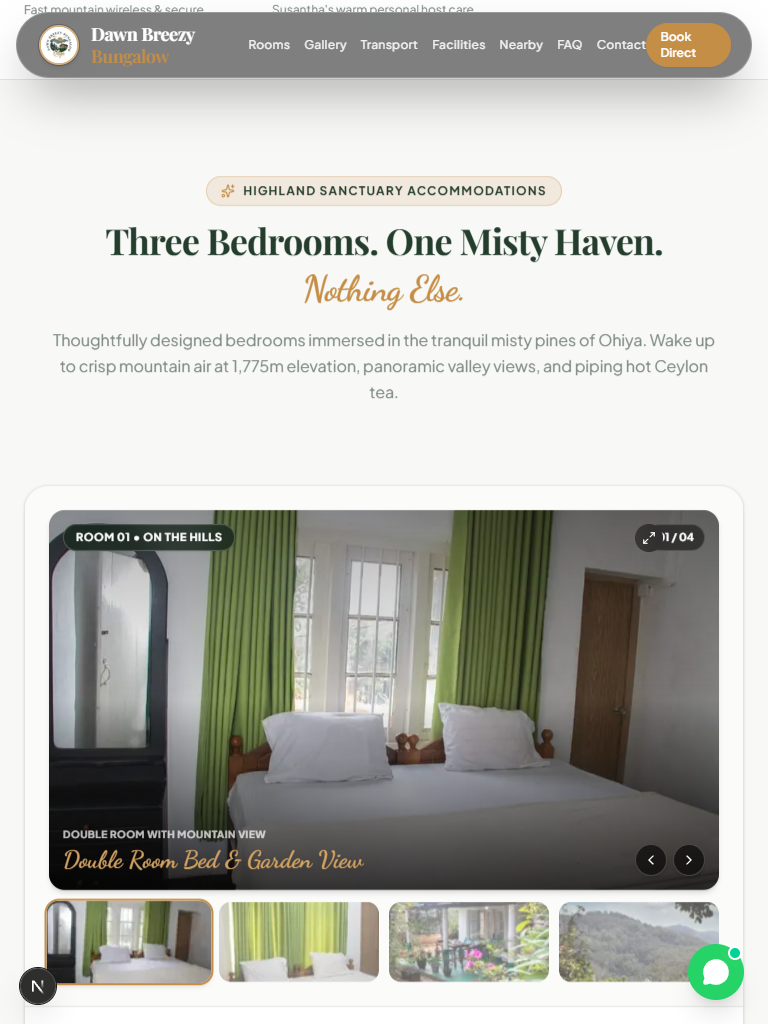 Fast mountain wireless & secure
Susantha's warm personal host care
Dawn Breezy
Bungalow
Rooms Gallery Transport Facilities Nearby FAQ Contact
Book
Direct
HIGHLAND SANCTUARY ACCOMMODATIONS
Three Bedrooms. One Misty Haven.
Nothing Else.
Thoughtfully designed bedrooms immersed in the tranquil misty pines of Ohiya. Wake up
to crisp mountain air at 1,775m elevation, panoramic valley views, and piping hot Ceylon
tea.
ROOM 01 • ON THE HILLS
01 / 04
DOUBLE ROOM WITH MOUNTAIN VIEW
Double Room Bed & Garden View
N